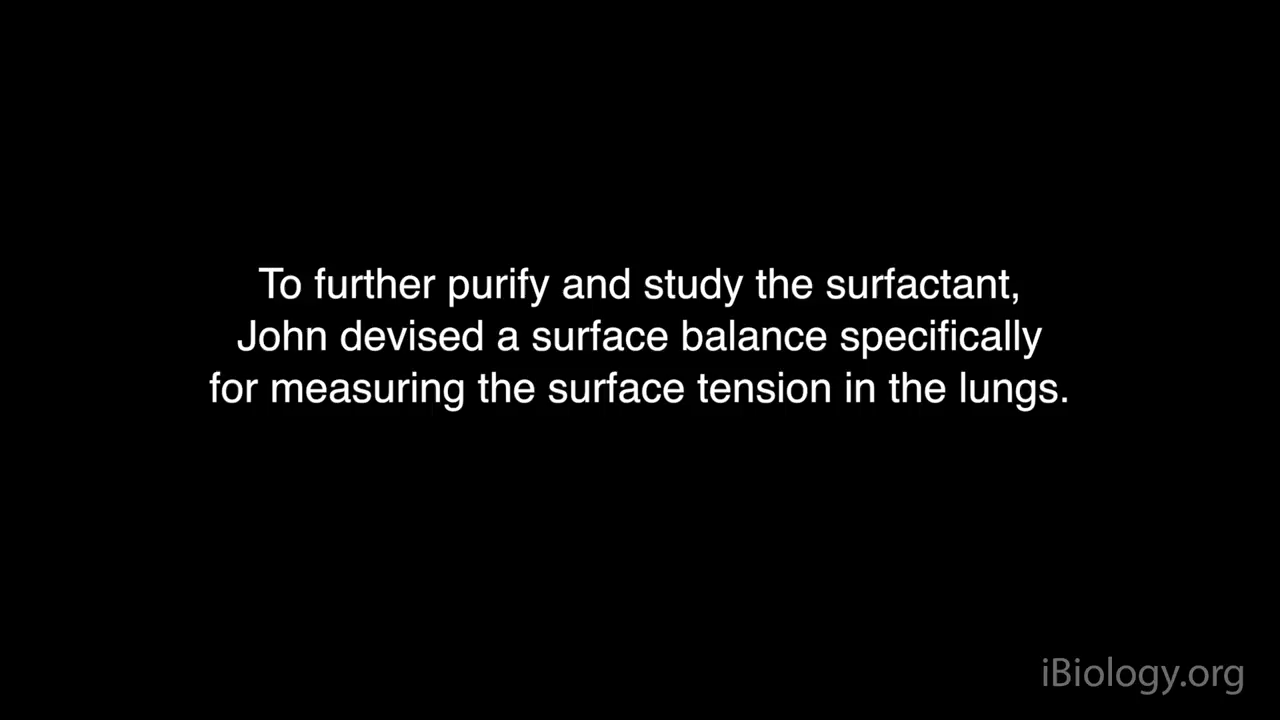 To further purify and study the surfactant,
John devised a surface balance specifically
for measuring the surface tension in the lungs.
iBiology.org